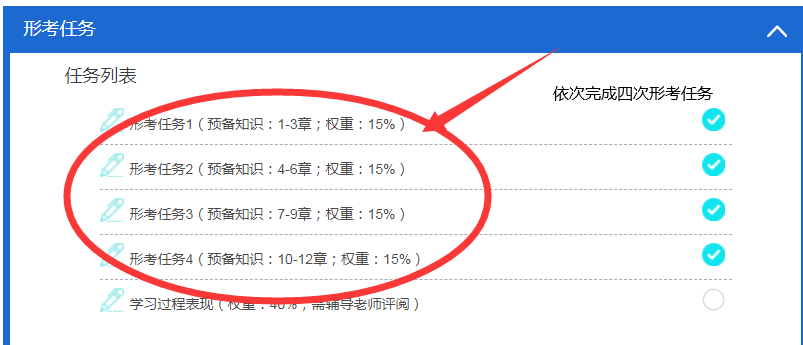 形考任务
任务列表
依次完成四次形考任务
形考任务1（预备知识：1-3章；权重：15%）
形考任务2（预备知识：4-6章；权重：15%）
形考任务3（预备知识：7-9章；权重：15%）
形考任务4（预备知识：10-12章；权重：15%）
学习过程表现（权重：40%，需辅导老师评阅）